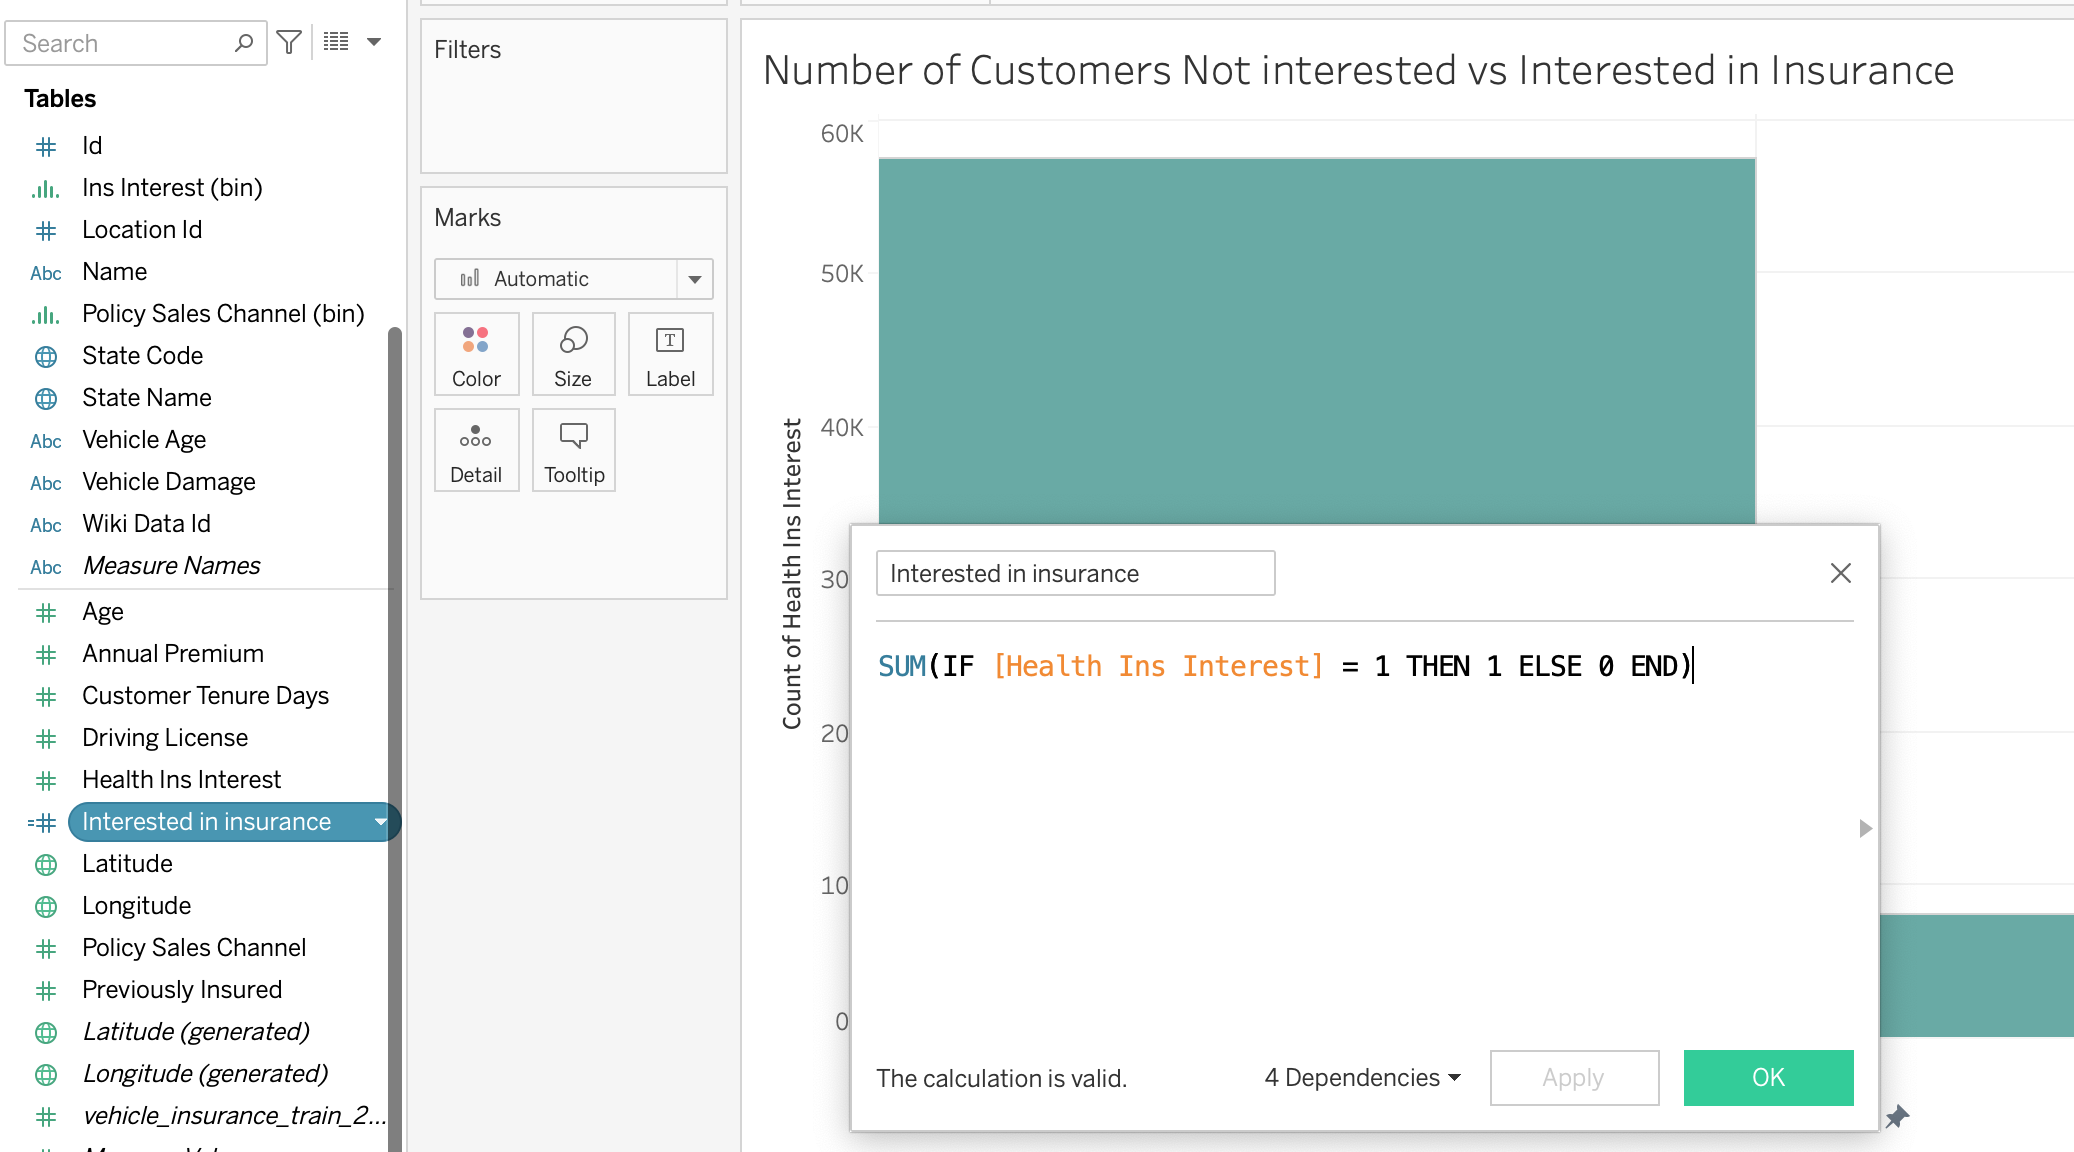 Search
Tables
Id
Ins Interest (bin)
Location Id
Abc Name
Policy Sales Channel (bin)
State Code
State Name
Abc Vehicle Age
Abc Vehicle Damage
Abc Wiki Data Id
Abc Measure Names
Age
Annual Premium
Customer Tenure Days
Driving License
Health Ins Interest
Interested in insurance
Latitude
Longitude
Policy Sales Channel
Previously Insured
Latitude (generated)
Longitude (generated)
vehicle_insurance_train_2...
Filters
Marks
Automatic
Color
Size
Label
Detail
Tooltip
Number of Customers Not interested vs Interested in Insurance
Count of Health Ins Interest
60K
50K
40K
30
20
10
0
Interested in insurance
SUM(IF [Health Ins Interest] = 1 THEN 1 ELSE 0 END)
The calculation is valid.
4 Dependencies
Apply
OK